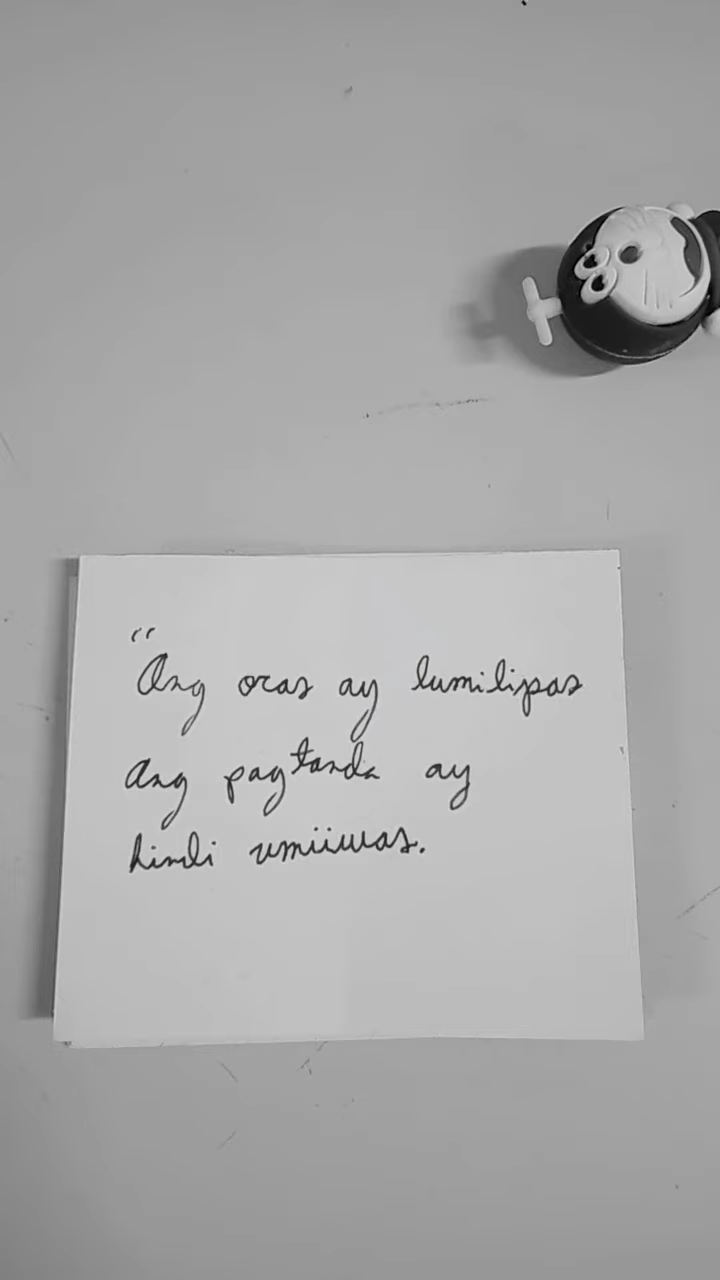 “
Ang oras ay lumilipas
Ang pagtanda ay
hindi umiiwas.